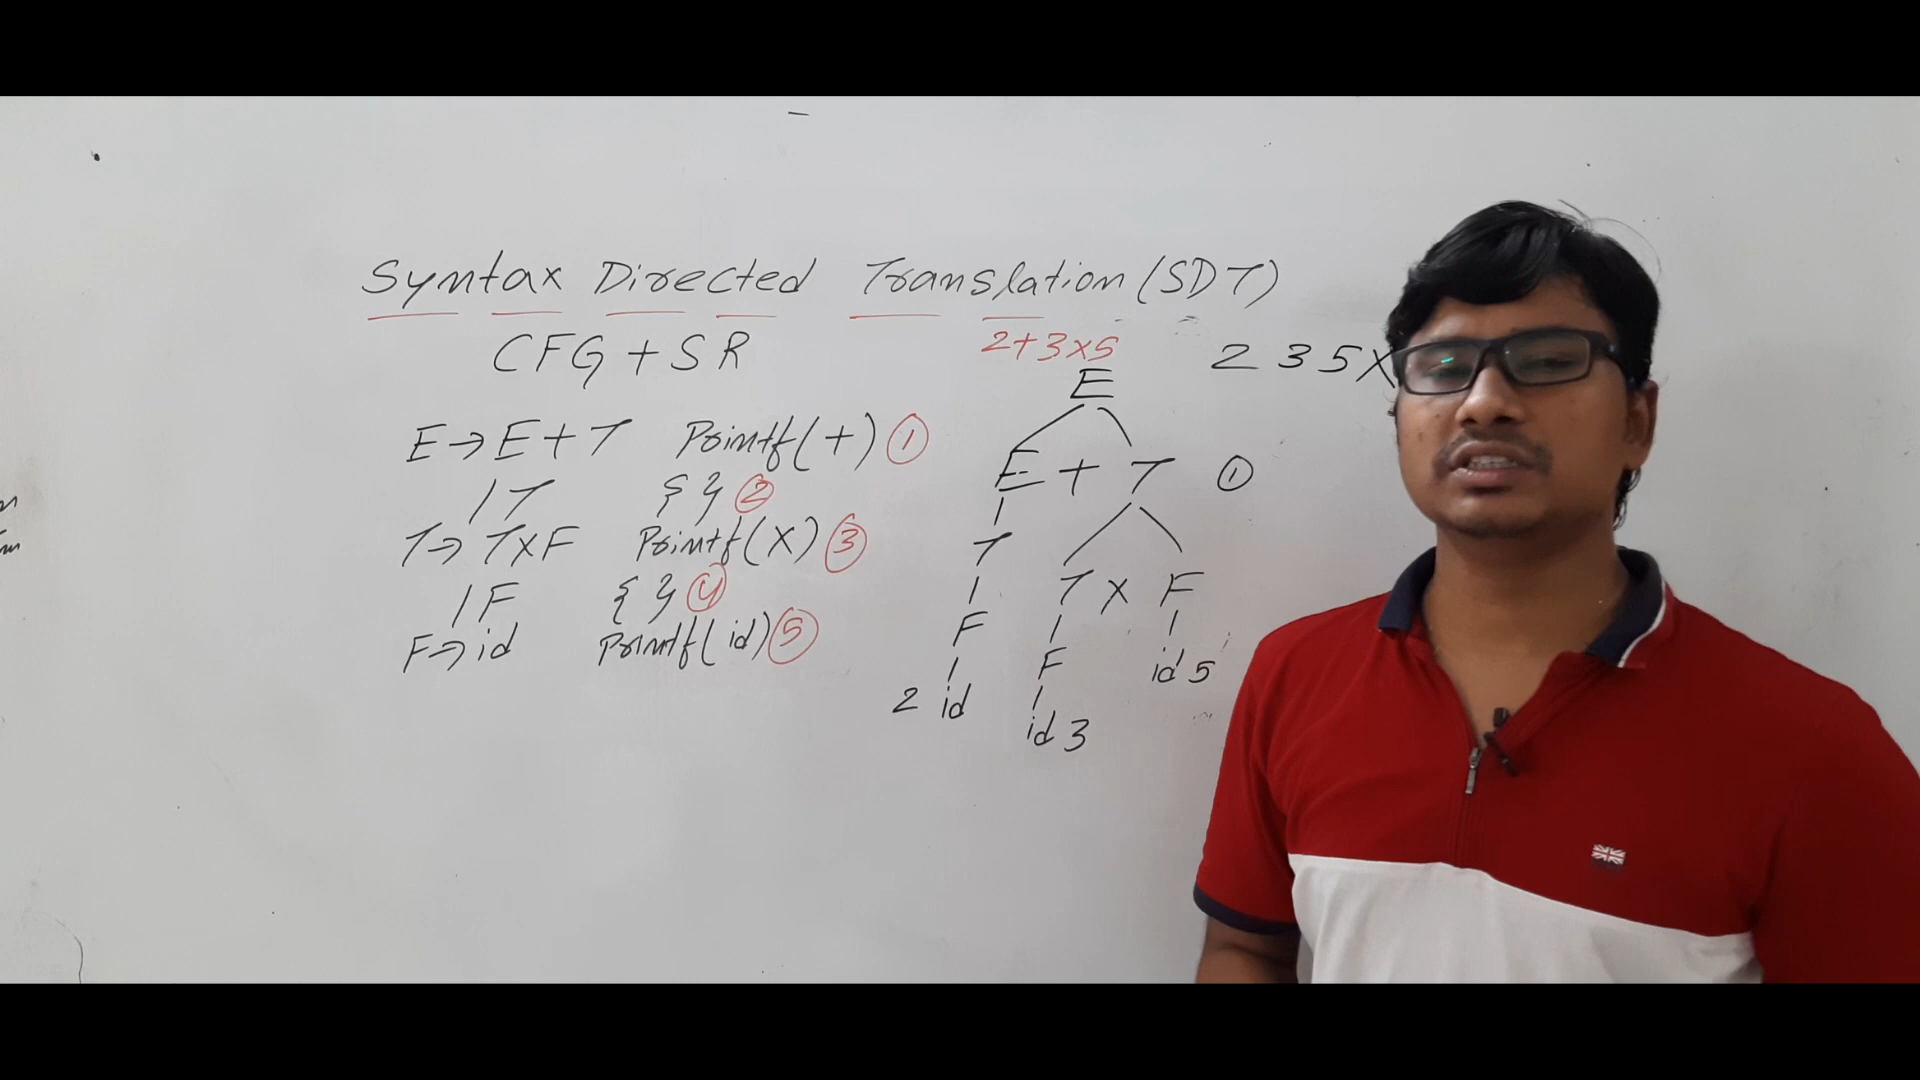 Syntax Directed Translation (SDT)
CFG + SR
2+3x5
2 3 5 X
E → E + T Printf(+) ①
/ T { } ②
T → T x F Printf(X) ③
/ F { } ④
F → id Printf(id) ⑤
E
E + T ①
T
T X F
F
F
id 5
2 id
id 3